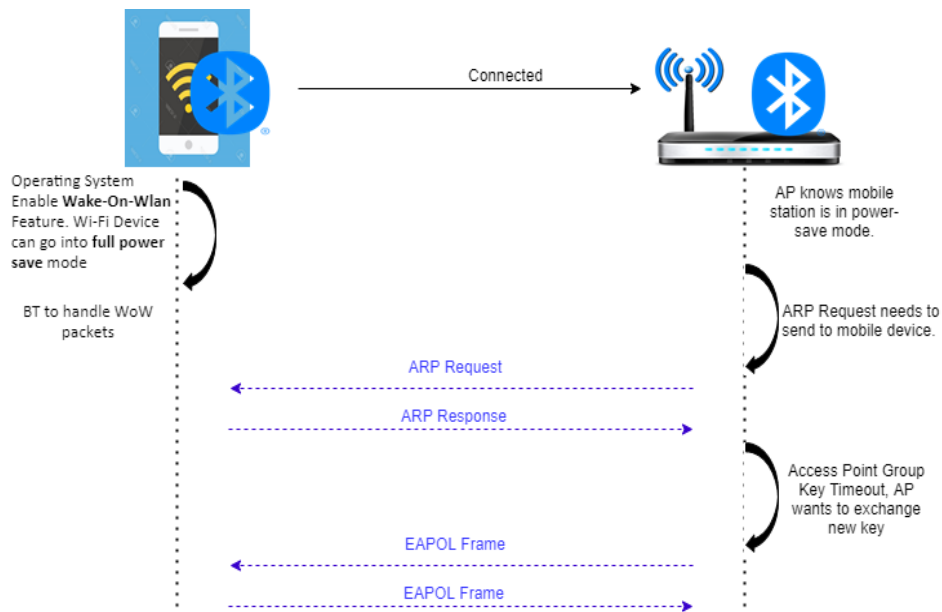 Connected
Operating System
Enable Wake-On-Wlan
Feature. Wi-Fi Device
can go into full power
save mode
AP knows mobile
station is in power-
save mode.
BT to handle WoW
packets
ARP Request needs to
send to mobile device.
ARP Request
ARP Response
Access Point Group
Key Timeout, AP
wants to exchange
new key
EAPOL Frame
EAPOL Frame